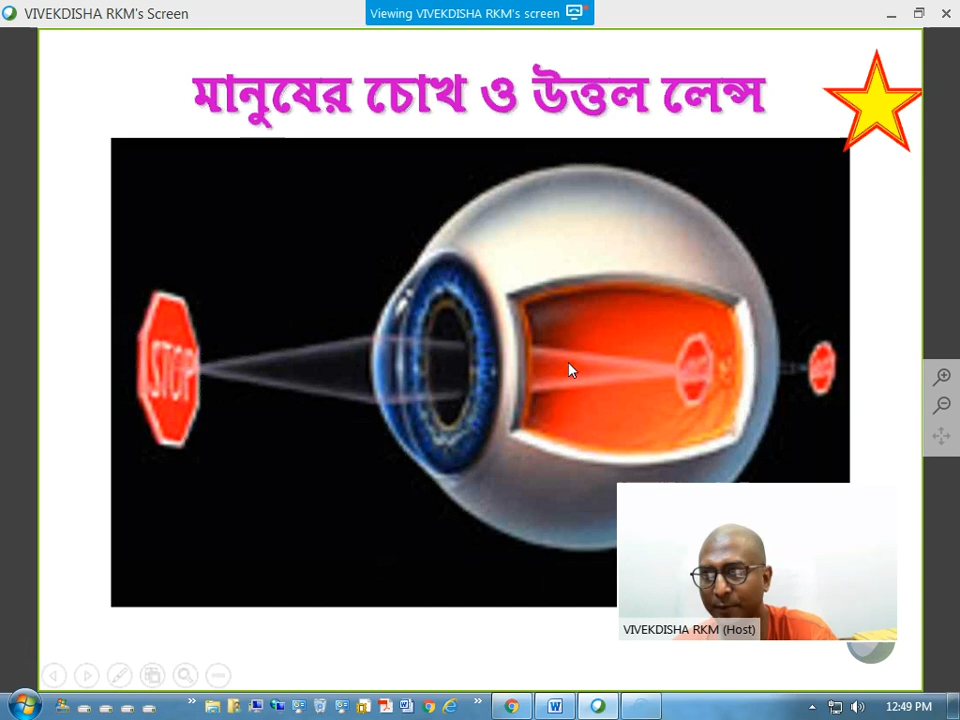 VIVEKDISHA RKM's Screen
Viewing VIVEKDISHA RKM's screen
মানুষের চোখ ও উত্তল লেন্স
STOP
VIVEKDISHA RKM (Host)
12:49 PM